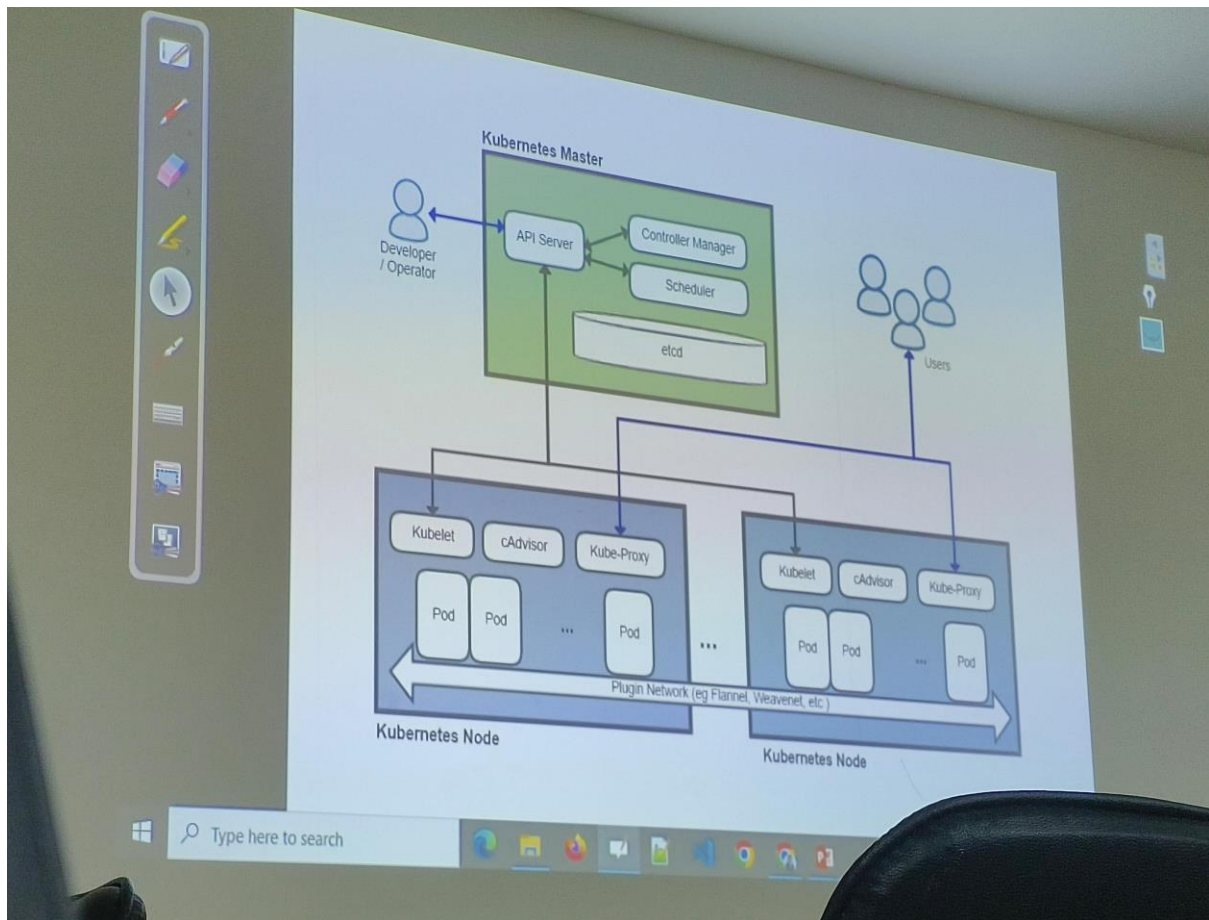 Kubernetes Master
API Server
Controller Manager
Scheduler
etcd
Developer
/ Operator
Users
Kubelet
cAdvisor
Kube-Proxy
Pod
Pod
...
Pod
Kubernetes Node
...
Kubelet
cAdvisor
Kube-Proxy
Pod
Pod
...
Pod
Plugin Network (eg Flannel, Weavenet, etc )
Kubernetes Node
Type here to search